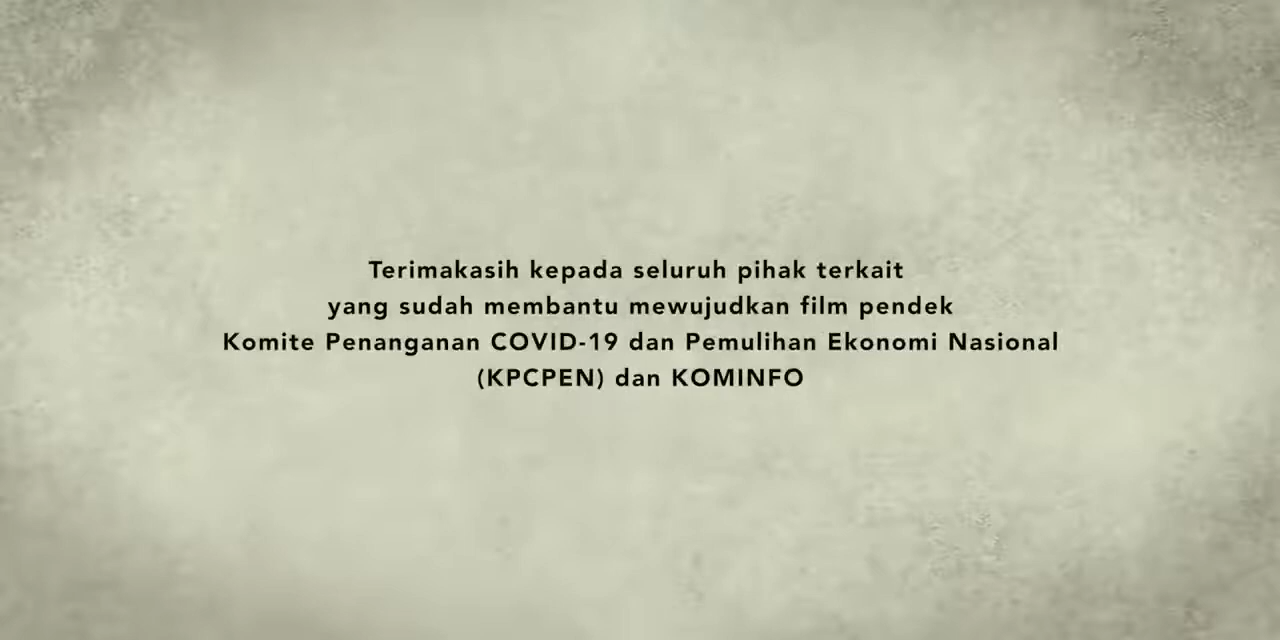 Terimakasih kepada seluruh pihak terkait
yang sudah membantu mewujudkan film pendek
Komite Penanganan COVID-19 dan Pemulihan Ekonomi Nasional
(KPCPEN) dan KOMINFO